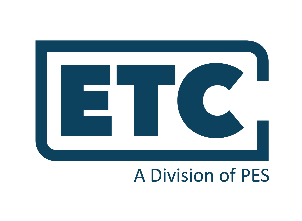 ETC
A Division of PES